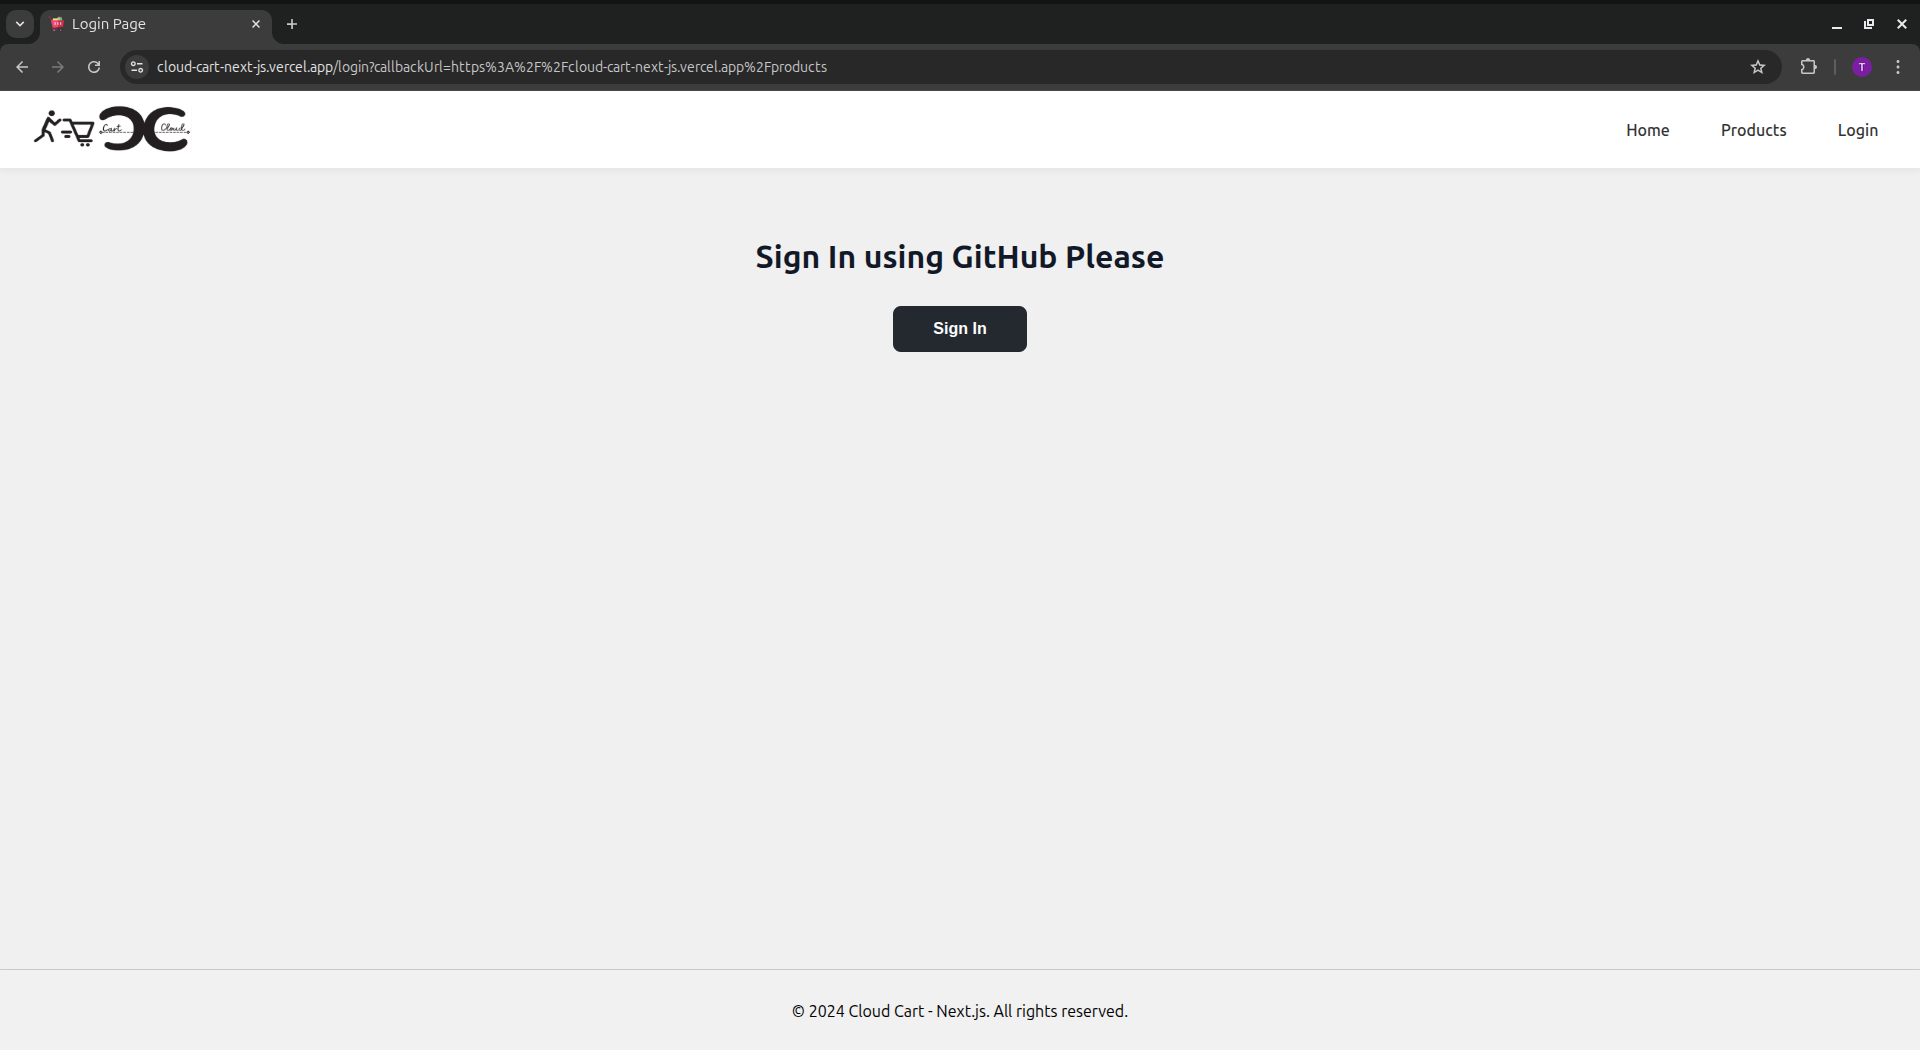 Login Page
cloud-cart-next-js.vercel.app/login?callbackUrl=https%3A%2F%2Fcloud-cart-next-js.vercel.app%2Fproducts
T
Cart Cloud
Home Products Login
Sign In using GitHub Please
Sign In
© 2024 Cloud Cart - Next.js. All rights reserved.